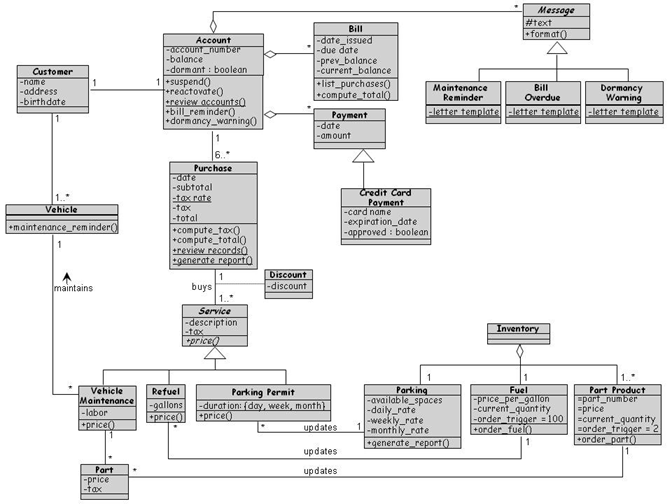 Message
#text
+format()
Bill
-date_issued
-due date
-prev_balance
-current_balance
+list_purchases()
+compute_total()
Account
-account_number
-balance
-dormant : boolean
+suspend()
+reactovate()
+review accounts()
+bill_reminder()
+dormancy_warning()
Customer
-name
-address
-birthdate
Maintenance
Reminder
-letter template
Bill
Overdue
-letter template
Dormancy
Warning
-letter template
Payment
-date
-amount
*
*
*
1
1
1
1
6..*
Purchase
-date
-subtotal
-tax rate
-tax
-total
+compute_tax()
+compute_total()
+review records()
+generate_report()
Credit Card
Payment
-card name
-expiration_date
-approved : boolean
1..*
Vehicle
+maintenance_reminder()
1
maintains
1
buys
1..*
Discount
-discount
Service
-description
-tax
+price()
Inventory
*
1
1
1..*
Vehicle
Maintenance
-labor
+price()
Refuel
-gallons
+price()
Parking Permit
-duration: {day, week, month}
+price()
Parking
-available_spaces
-daily_rate
-weekly_rate
-monthly_rate
+generate_report()
Fuel
-price_per_gallon
-current_quantity
-order_trigger = 100
+order_fuel()
Part Product
=part_number
=price
=current_quantity
=order_trigger = 2
+order_part()
* updates 1
1
* updates 1
*
Part
-price
-tax
* updates 1